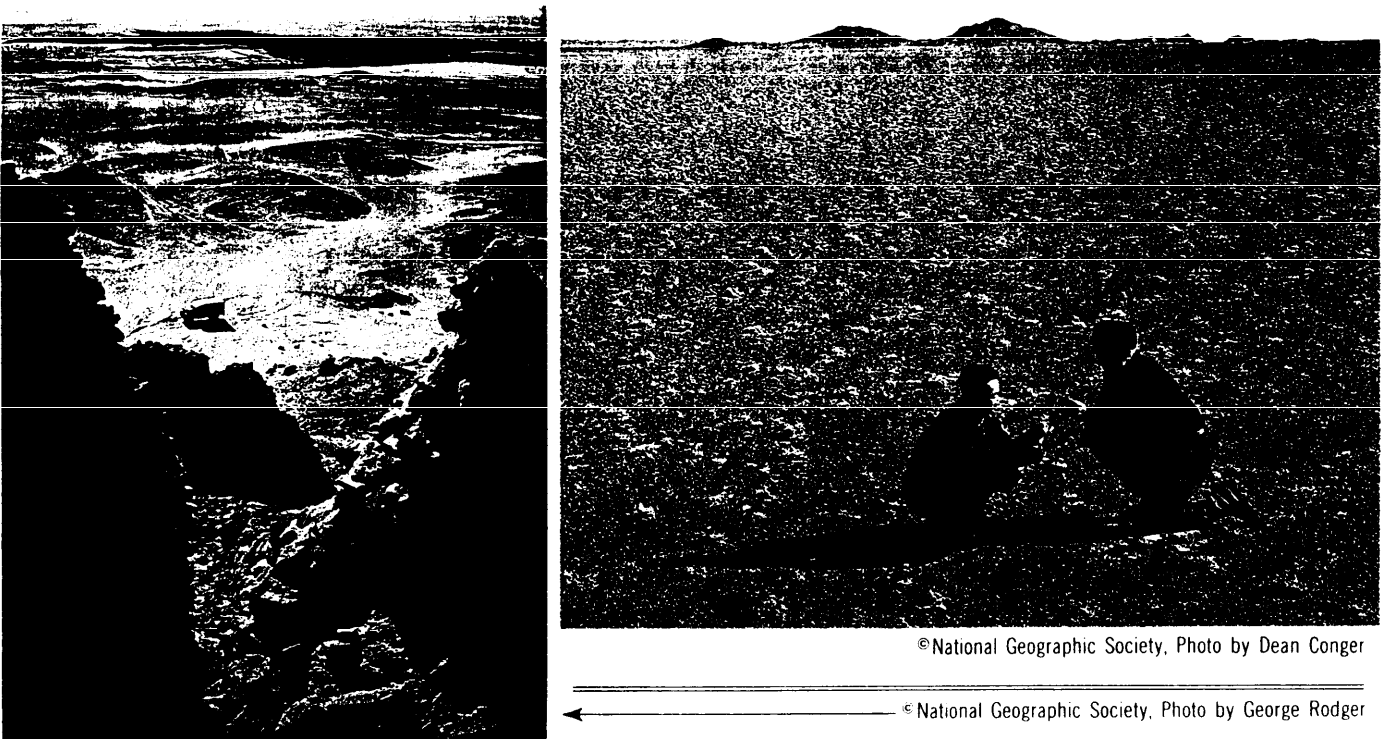 ©National Geographic Society, Photo by Dean Conger
©National Geographic Society, Photo by George Rodger